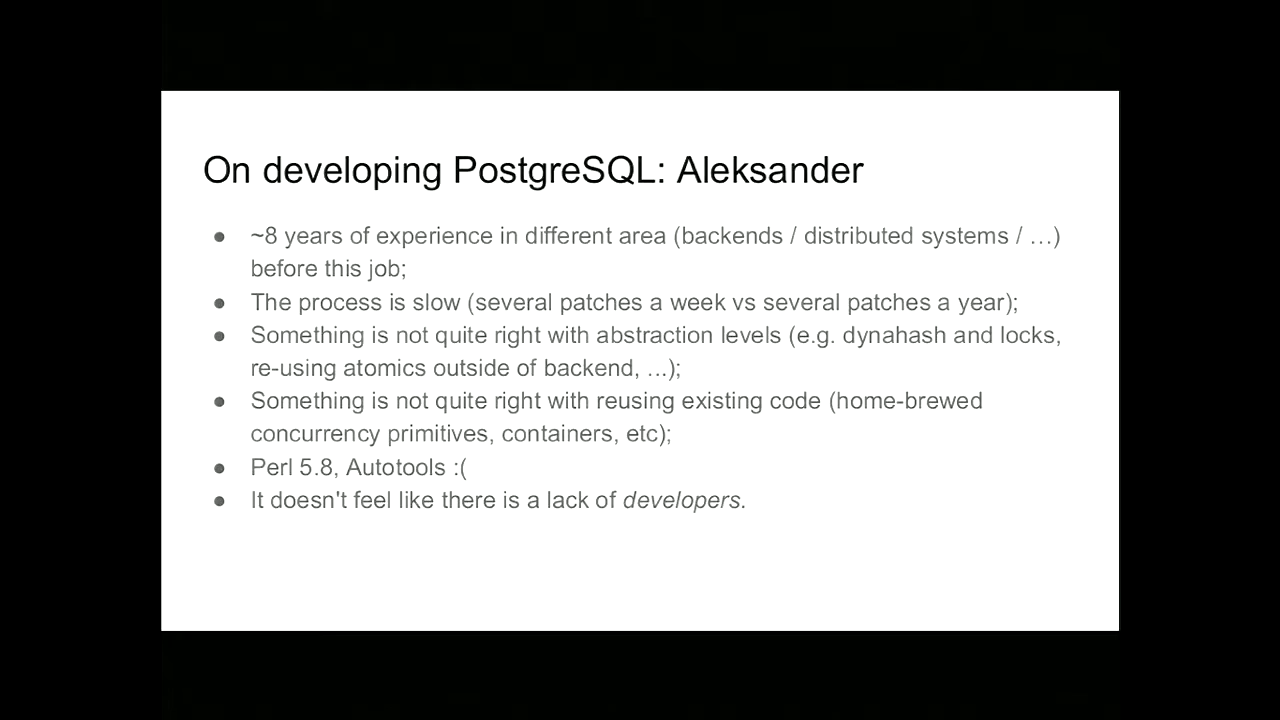 On developing PostgreSQL: Aleksander
● ~8 years of experience in different area (backends / distributed systems / …)
before this job;
● The process is slow (several patches a week vs several patches a year);
● Something is not quite right with abstraction levels (e.g. dynahash and locks,
re-using atomics outside of backend, ...);
● Something is not quite right with reusing existing code (home-brewed
concurrency primitives, containers, etc);
● Perl 5.8, Autotools :(
● It doesn't feel like there is a lack of developers.